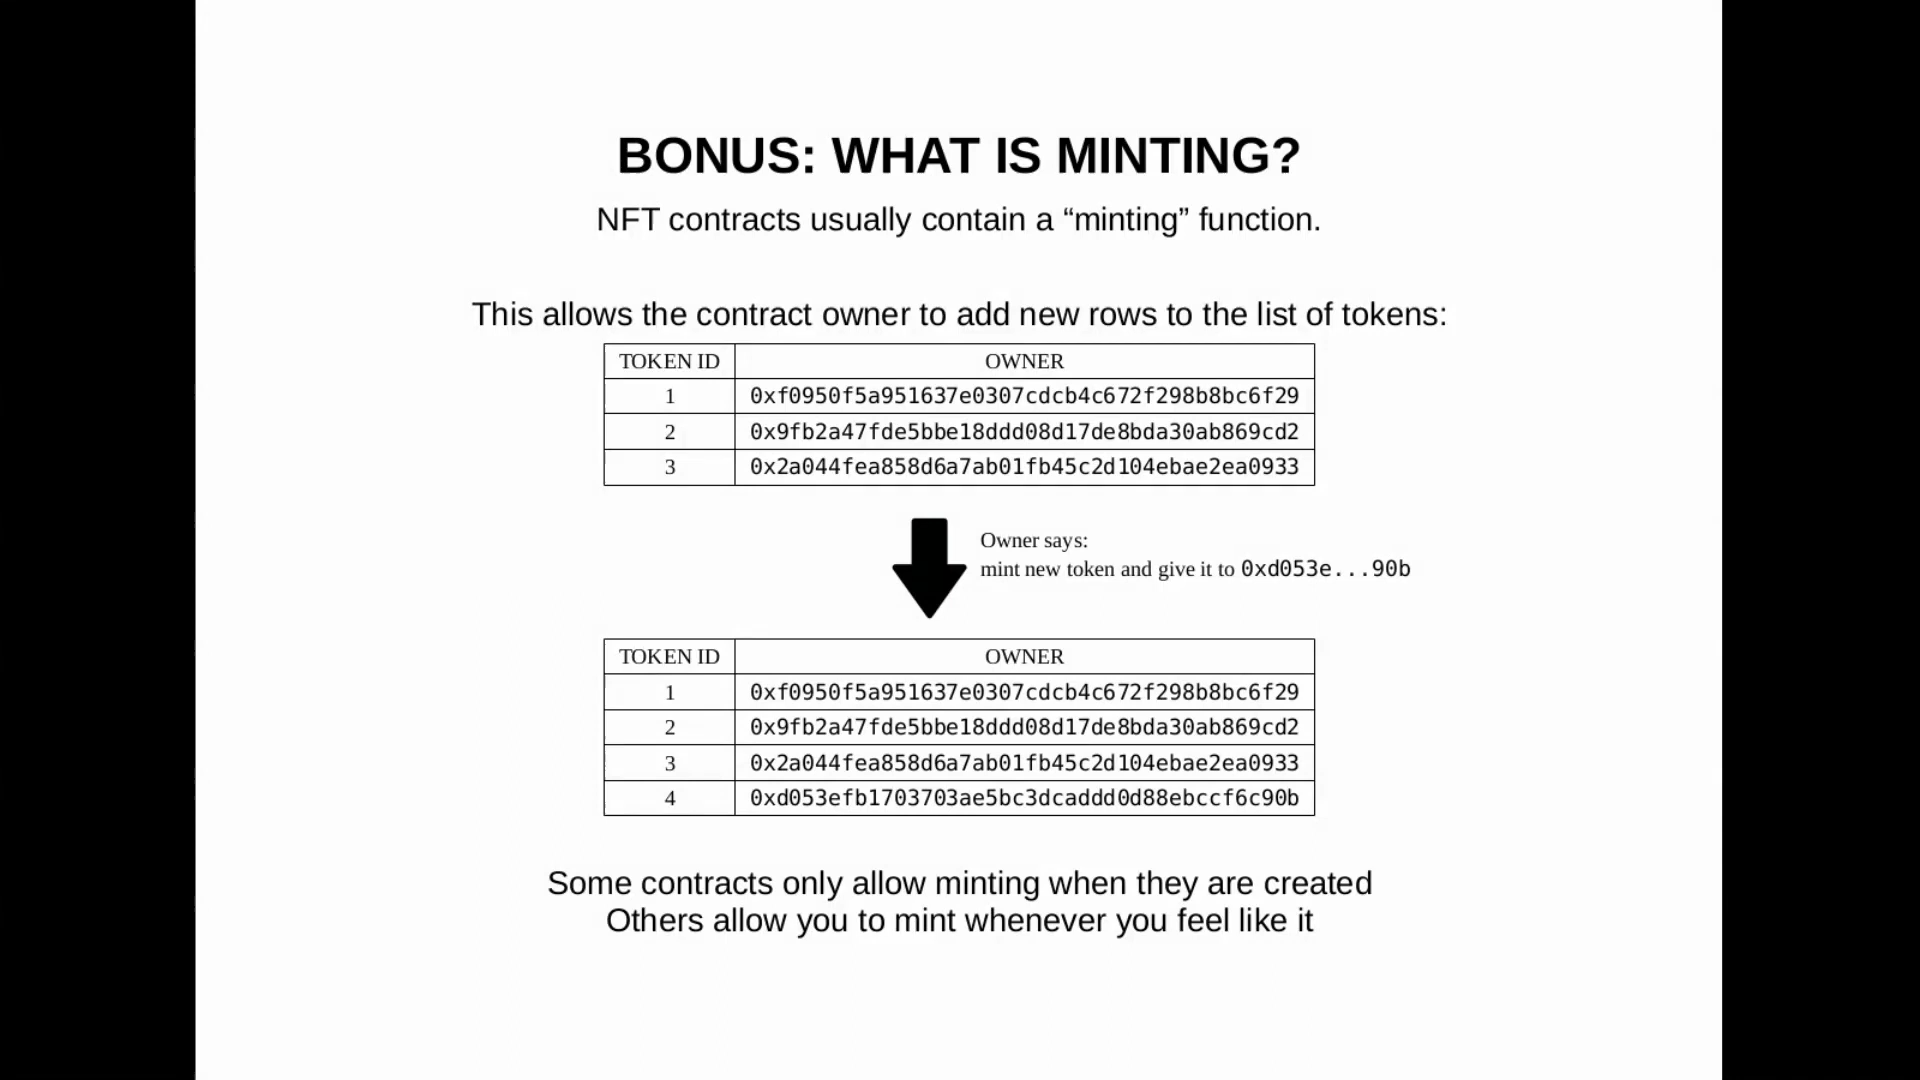 BONUS: WHAT IS MINTING?
NFT contracts usually contain a “minting” function.
This allows the contract owner to add new rows to the list of tokens:
TOKEN ID OWNER
1 0xf0950f5a951637e0307cdcb4c672f298b8bc6f29
2 0x9fb2a47fde5bbe18ddd08d17de8bda30ab869cd2
3 0x2a044fea858d6a7ab01fb45c2d104ebae2ea0933
Owner says:
mint new token and give it to 0xd053e...90b
TOKEN ID OWNER
1 0xf0950f5a951637e0307cdcb4c672f298b8bc6f29
2 0x9fb2a47fde5bbe18ddd08d17de8bda30ab869cd2
3 0x2a044fea858d6a7ab01fb45c2d104ebae2ea0933
4 0xd053efb1703703ae5bc3dcaddd0d88ebccf6c90b
Some contracts only allow minting when they are created
Others allow you to mint whenever you feel like it